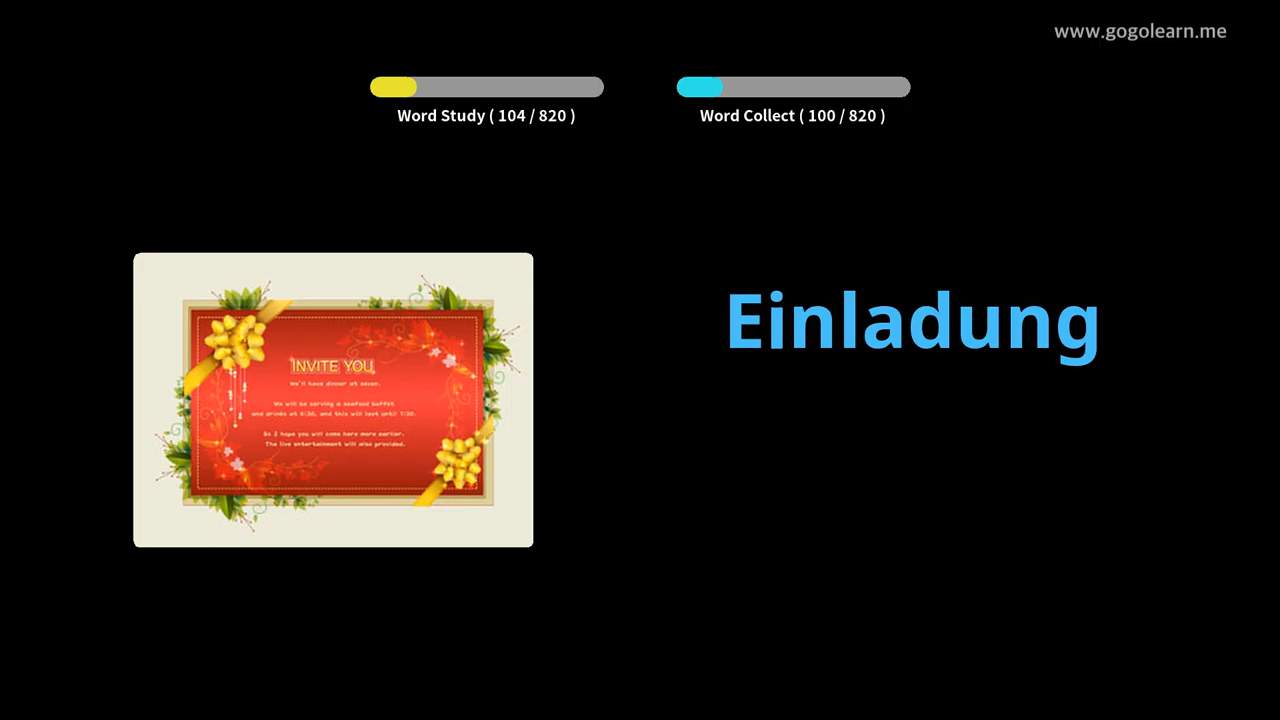 www.gogolearn.me
Word Study ( 104 / 820 )
Word Collect ( 100 / 820 )
Einladung
INVITE YOU
We'll have dinner at seven.
We will be serving a seafood buffet
and drinks at 6:30, and this will last until 7:30.
So I hope you will come here more earlier.
The live entertainment will also provided.